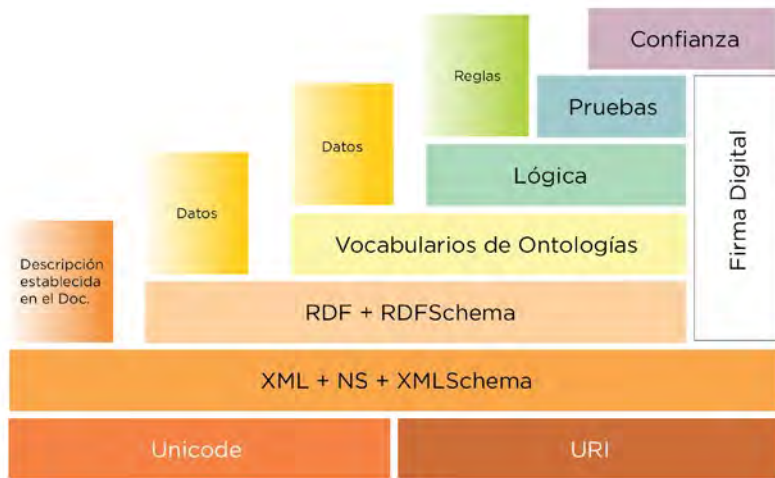 Confianza
Reglas
Pruebas
Datos
Lógica
Firma Digital
Datos
Vocabularios de Ontologías
Descripción
establecida
en el Doc.
RDF + RDFSchema
XML + NS + XMLSchema
Unicode
URI